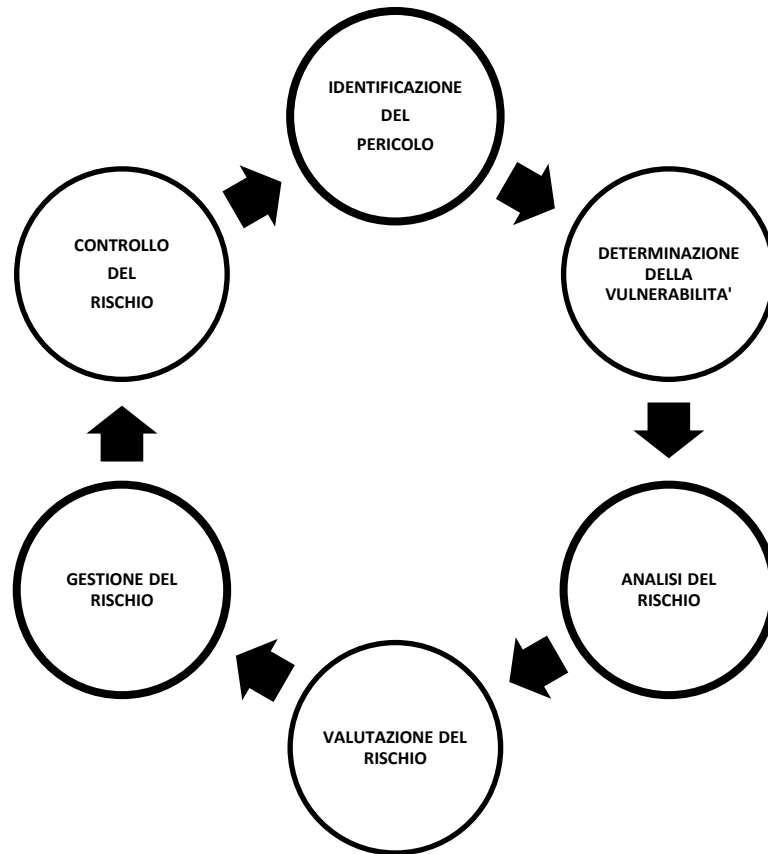 IDENTIFICAZIONE
DEL
PERICOLO
DETERMINAZIONE
DELLA
VULNERABILITA'
ANALISI DEL
RISCHIO
VALUTAZIONE DEL
RISCHIO
GESTIONE DEL
RISCHIO
CONTROLLO
DEL
RISCHIO